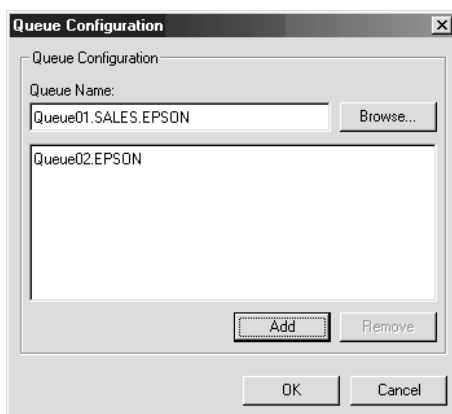 Queue Configuration
Queue Configuration
Queue Name:
Queue01.SALES.EPSON
Browse...
Queue02.EPSON
Add
Remove
OK
Cancel